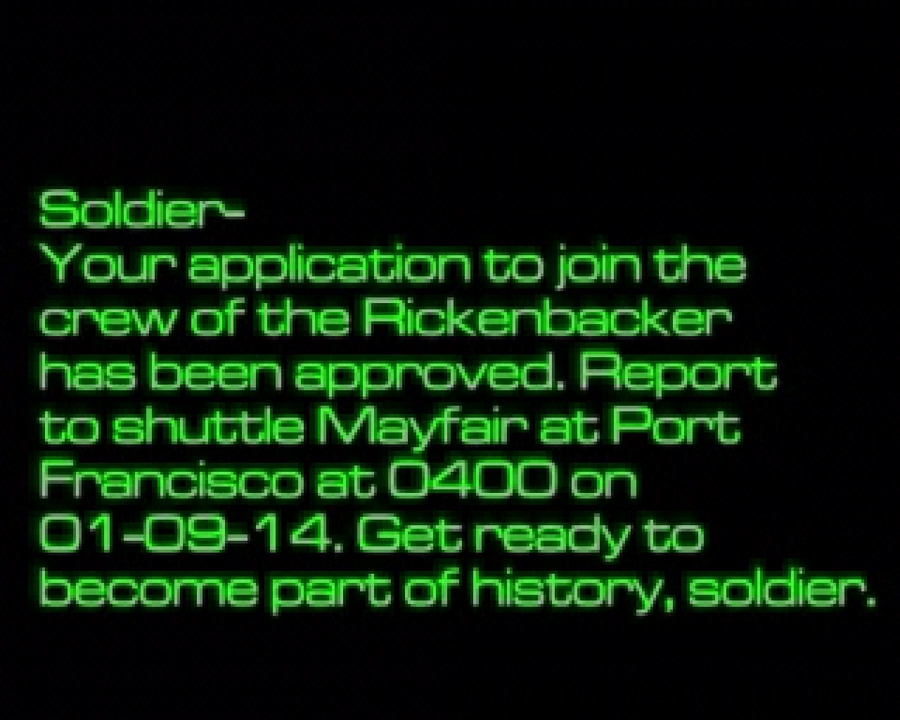 Soldier-
Your application to join the
crew of the Rickenbacker
has been approved. Report
to shuttle Mayfair at Port
Francisco at 0400 on
01-09-14. Get ready to
become part of history, soldier.